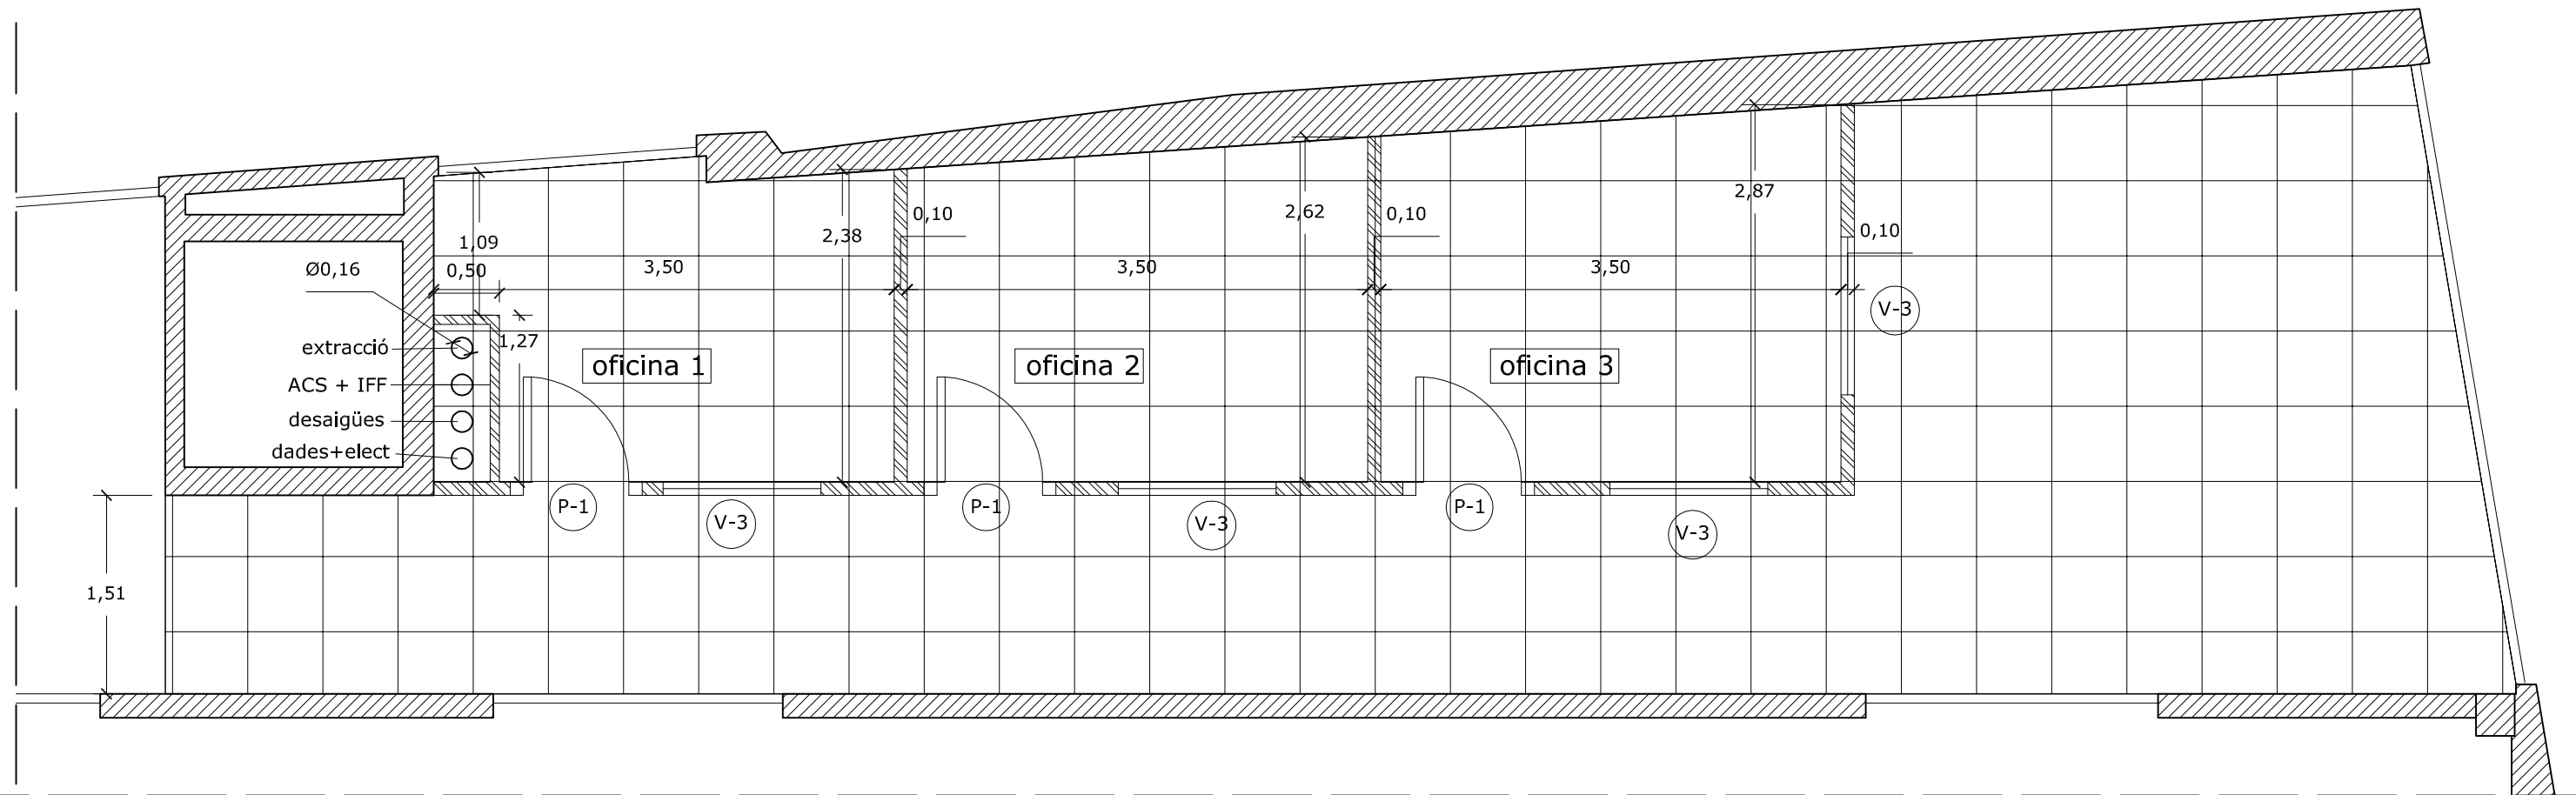 2,87
0,10
0,10
2,62
0,10
2,38
1,09
0,50
Ø0,16
3,50
3,50
3,50
V-3
extracció
1,27
ACS + IFF
oficina 1
oficina 2
oficina 3
desaigües
dades+elect
P-1
V-3
P-1
V-3
P-1
V-3
1,51